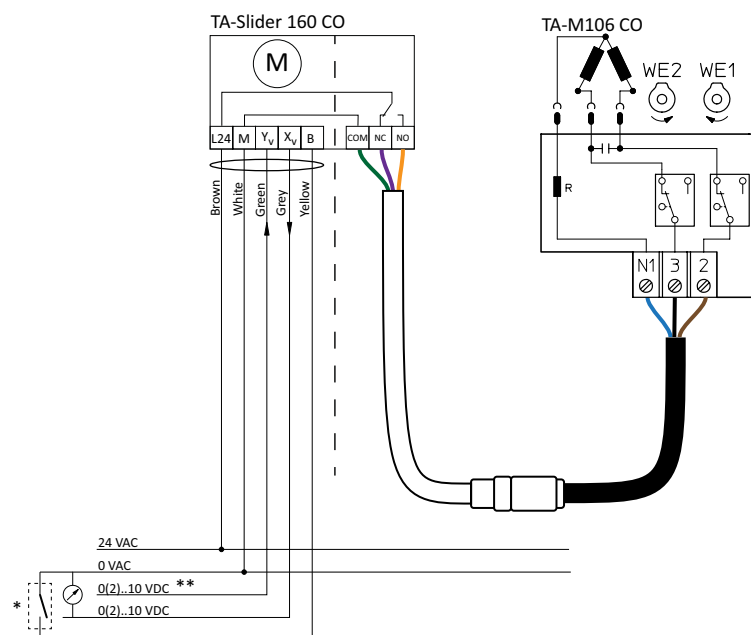 TA-Slider 160 CO
TA-M106 CO
M
WE2 WE1
L24 M Yv Xv B COM NC NO
Brown
White
Green
Grey
Yellow
R
N1 3 2
24 VAC
0 VAC
0(2)..10 VDC **
0(2)..10 VDC
*